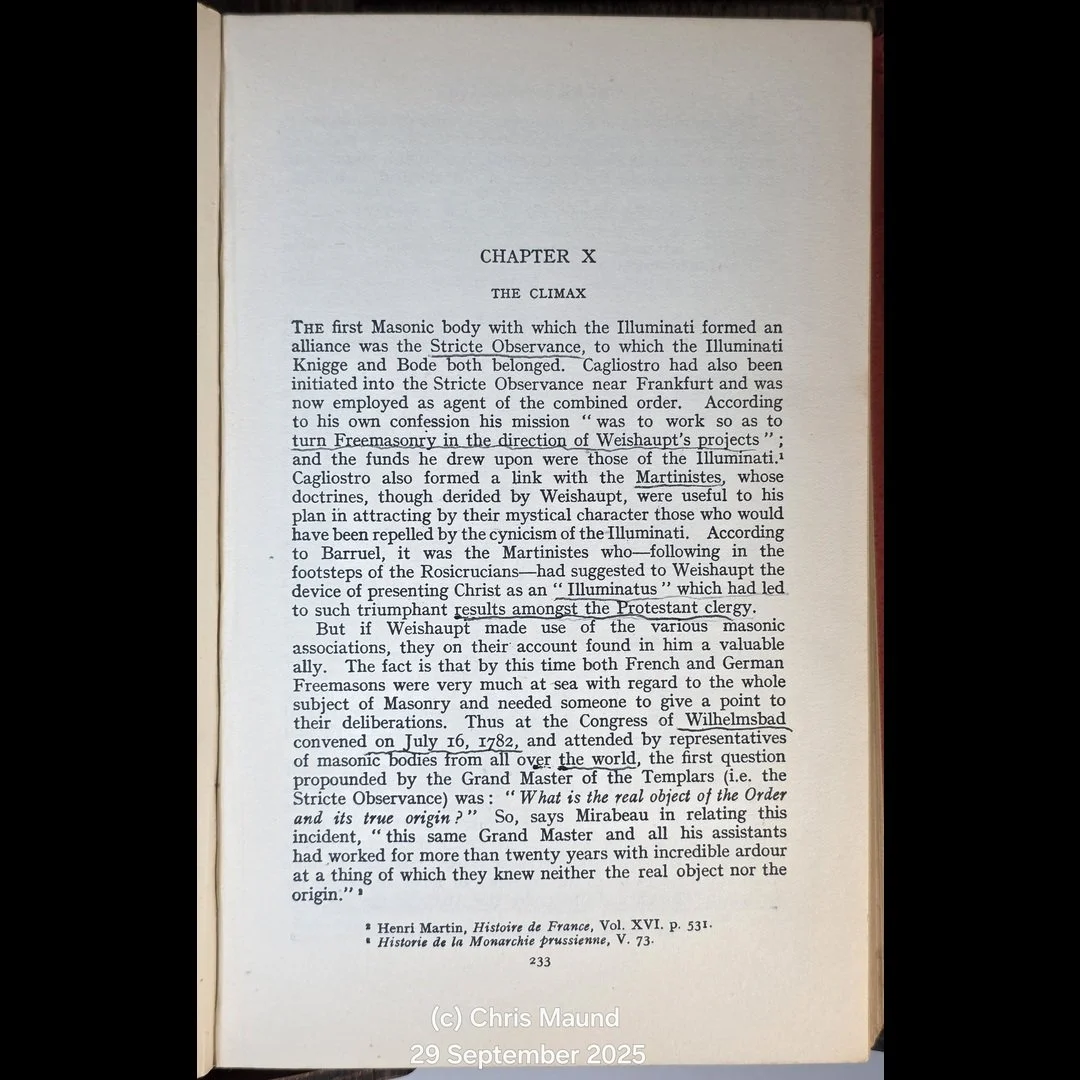 CHAPTER X
THE CLIMAX
THE first Masonic body with which the Illuminati formed an
alliance was the Stricte Observance, to which the Illuminati
Knigge and Bode both belonged. Cagliostro had also been
initiated into the Stricte Observance near Frankfurt and was
now employed as agent of the combined order. According
to his own confession his mission " was to work so as to
turn Freemasonry in the direction of Weishaupt's projects " ;
and the funds he drew upon were those of the Illuminati.¹
Cagliostro also formed a link with the Martinistes, whose
doctrines, though derided by Weishaupt, were useful to his
plan in attracting by their mystical character those who would
have been repelled by the cynicism of the Illuminati. According
to Barruel, it was the Martinistes who—following in the
footsteps of the Rosicrucians—had suggested to Weishaupt the
device of presenting Christ as an " Illuminatus " which had led
to such triumphant results amongst the Protestant clergy.
But if Weishaupt made use of the various masonic
associations, they on their account found in him a valuable
ally. The fact is that by this time both French and German
Freemasons were very much at sea with regard to the whole
subject of Masonry and needed someone to give a point to
their deliberations. Thus at the Congress of Wilhelmsbad
convened on July 16, 1782, and attended by representatives
of masonic bodies from all over the world, the first question
propounded by the Grand Master of the Templars (i.e. the
Stricte Observance) was : " What is the real object of the Order
and its true origin ? " So, says Mirabeau in relating this
incident, " this same Grand Master and all his assistants
had worked for more than twenty years with incredible ardour
at a thing of which they knew neither the real object nor the
origin."
Henri Martin, Histoire de France, Vol. XVI. p. 531.
Historie de la Monarchie prussienne, V. 73.
233
(c) Chris Maund
29 September 2025